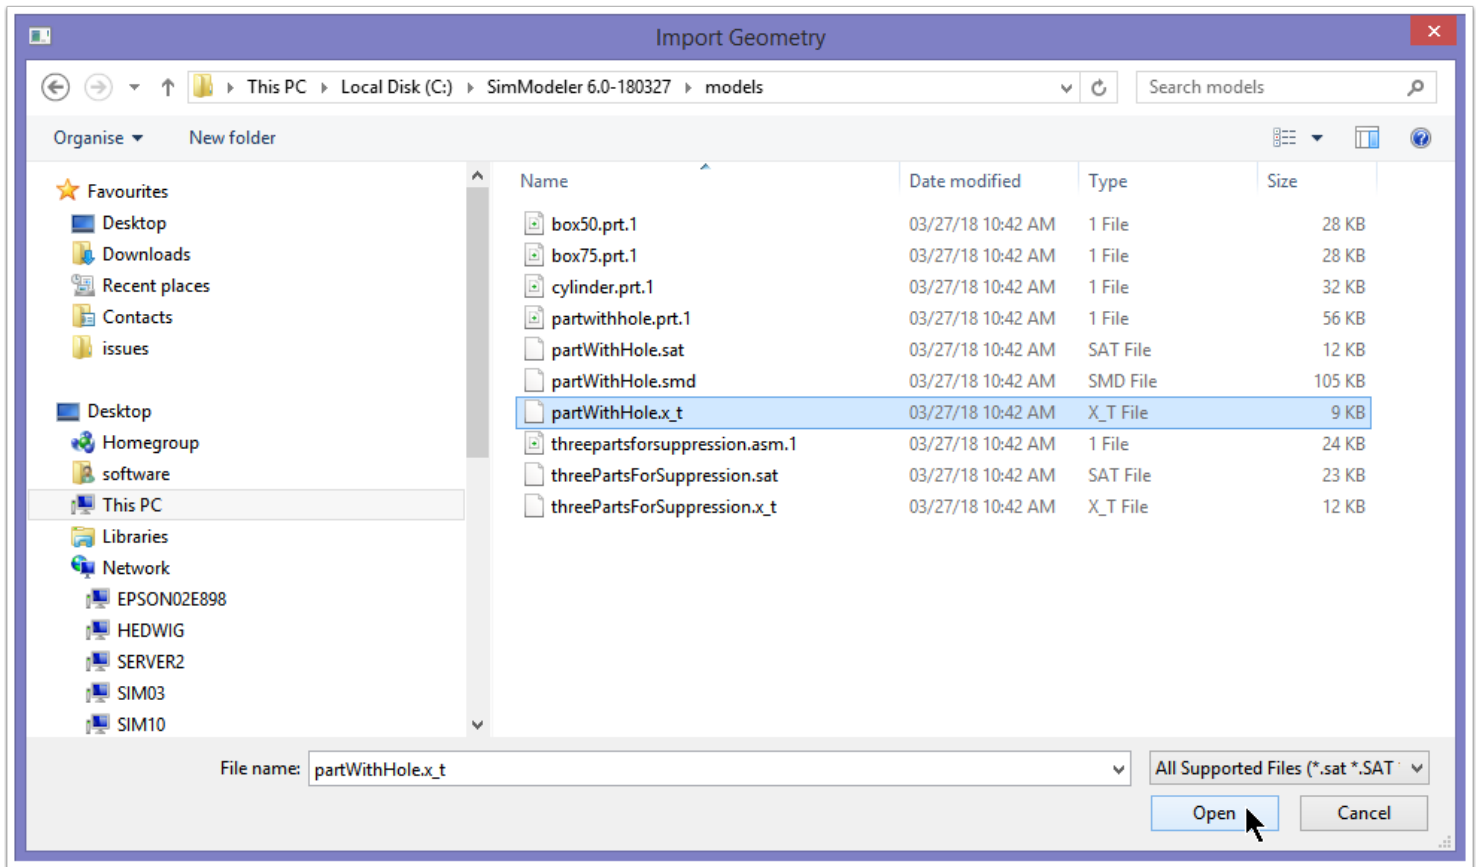 Import Geometry
This PC Local Disk (C:) SimModeler 6.0-180327 models
Search models
Organise New folder
Favourites
Desktop
Downloads
Recent places
Contacts
issues
Desktop
Homegroup
software
This PC
Libraries
Network
EPSON02E898
HEDWIG
SERVER2
SIM03
SIM10
Name Date modified Type Size
box50.prt.1 03/27/18 10:42 AM 1 File 28 KB
box75.prt.1 03/27/18 10:42 AM 1 File 28 KB
cylinder.prt.1 03/27/18 10:42 AM 1 File 32 KB
partwithhole.prt.1 03/27/18 10:42 AM 1 File 56 KB
partWithHole.sat 03/27/18 10:42 AM SAT File 12 KB
partWithHole.smd 03/27/18 10:42 AM SMD File 105 KB
partWithHole.x_t 03/27/18 10:42 AM X_T File 9 KB
threepartsforsuppression.asm.1 03/27/18 10:42 AM 1 File 24 KB
threePartsForSuppression.sat 03/27/18 10:42 AM SAT File 23 KB
threePartsForSuppression.x_t 03/27/18 10:42 AM X_T File 12 KB
File name: partWithHole.x_t All Supported Files (*.sat *.SAT
Open Cancel